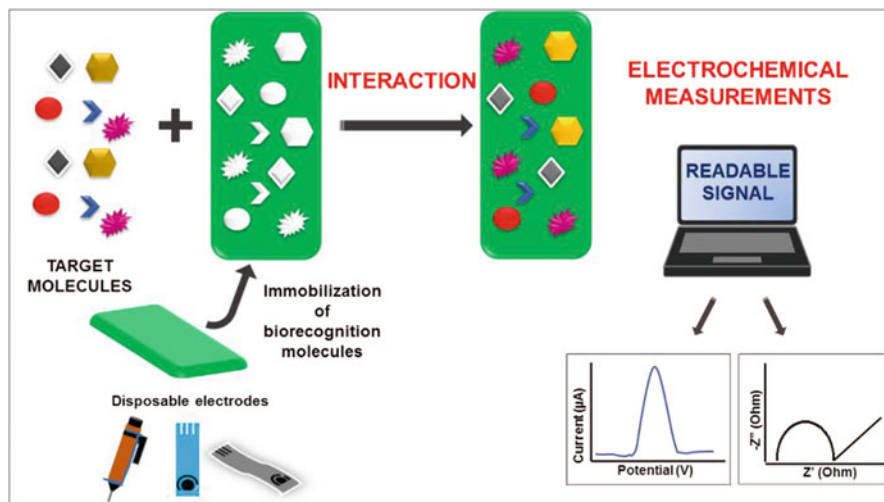 INTERACTION
ELECTROCHEMICAL
MEASUREMENTS
READABLE
SIGNAL
TARGET
MOLECULES
Immobilization
of
biorecognition
molecules
Disposable electrodes
Current (µA)
Potential (V)
-Z" (Ohm)
Z' (Ohm)